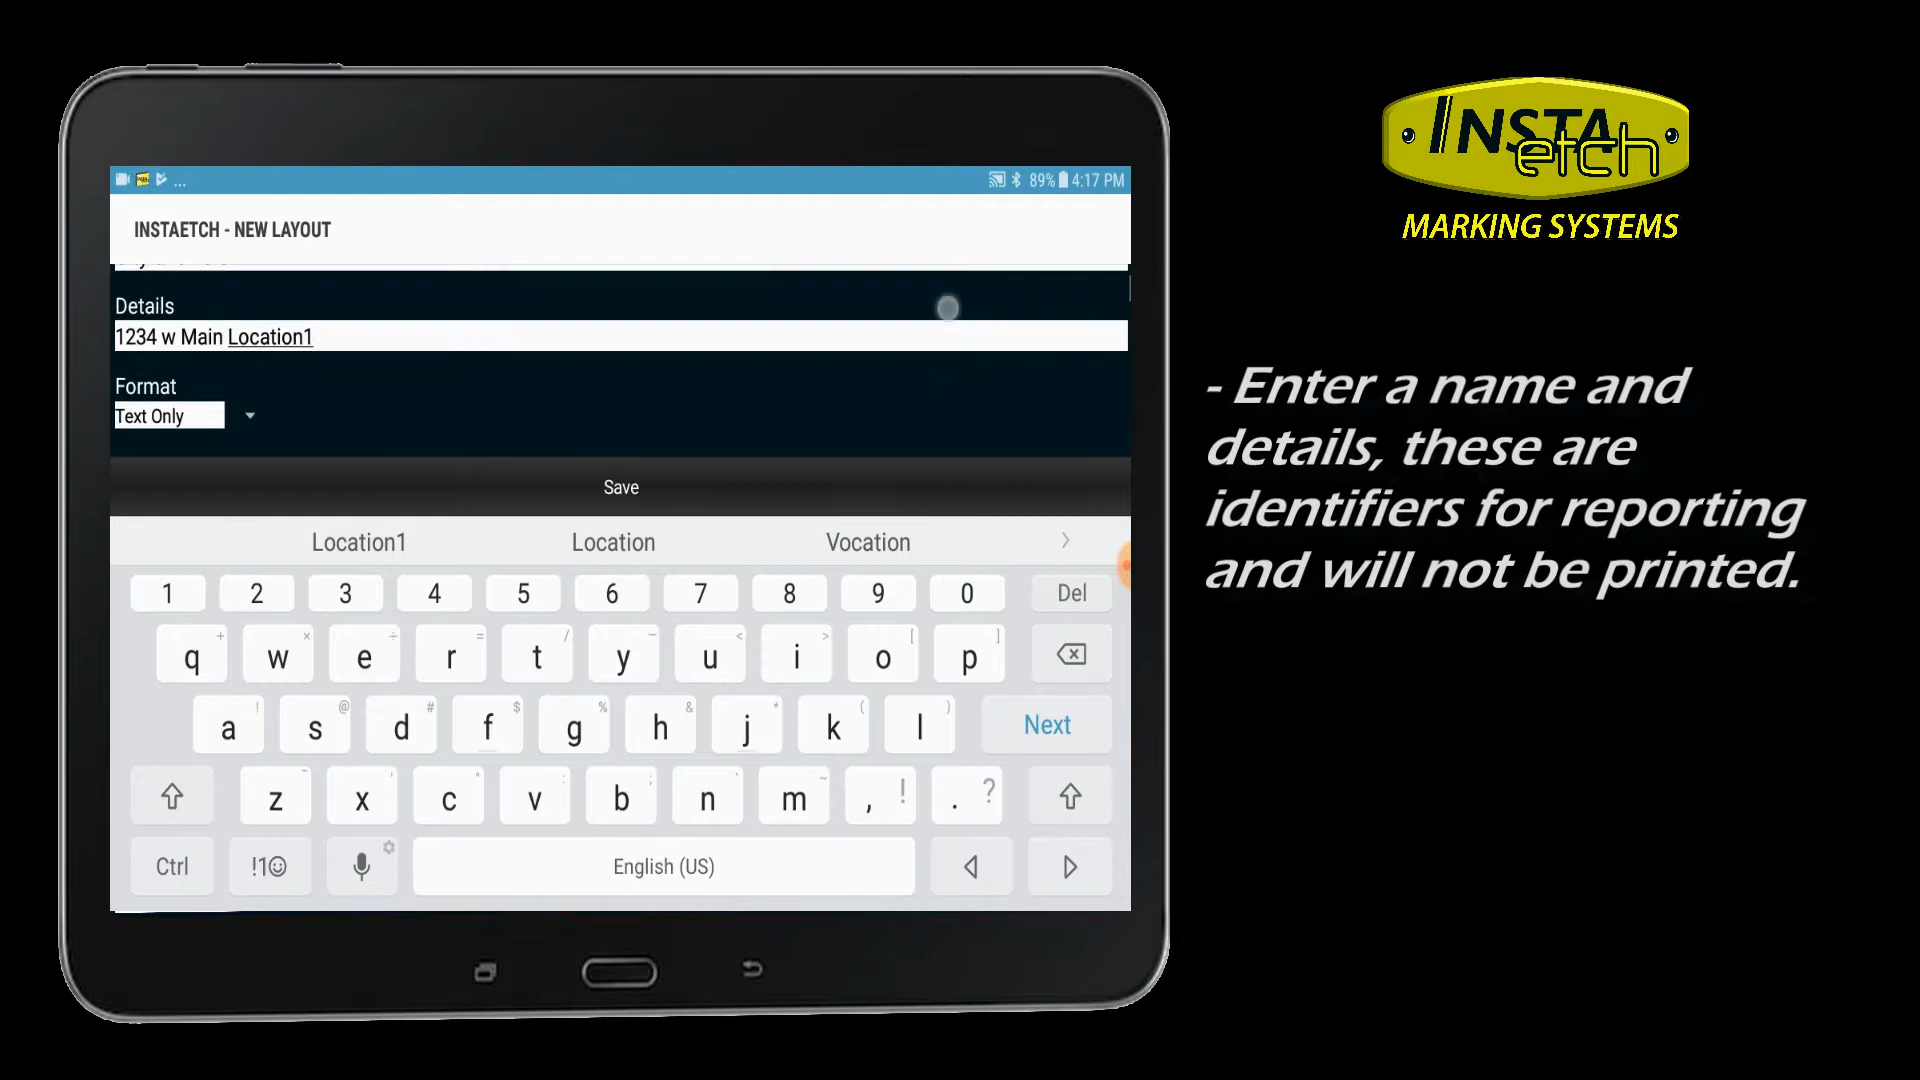 INSTA
etch
MARKING SYSTEMS
... 89% 4:17 PM
INSTAETCH - NEW LAYOUT
Details
1234 w Main Location1
Format
Text Only
Save
Location1 Location Vocation
1 2 3 4 5 6 7 8 9 0 Del
q w e r t y u i o p
a s d f g h j k l Next
z x c v b n m , ! . ?
Ctrl !1☺ English (US)
- Enter a name and
details, these are
identifiers for reporting
and will not be printed.